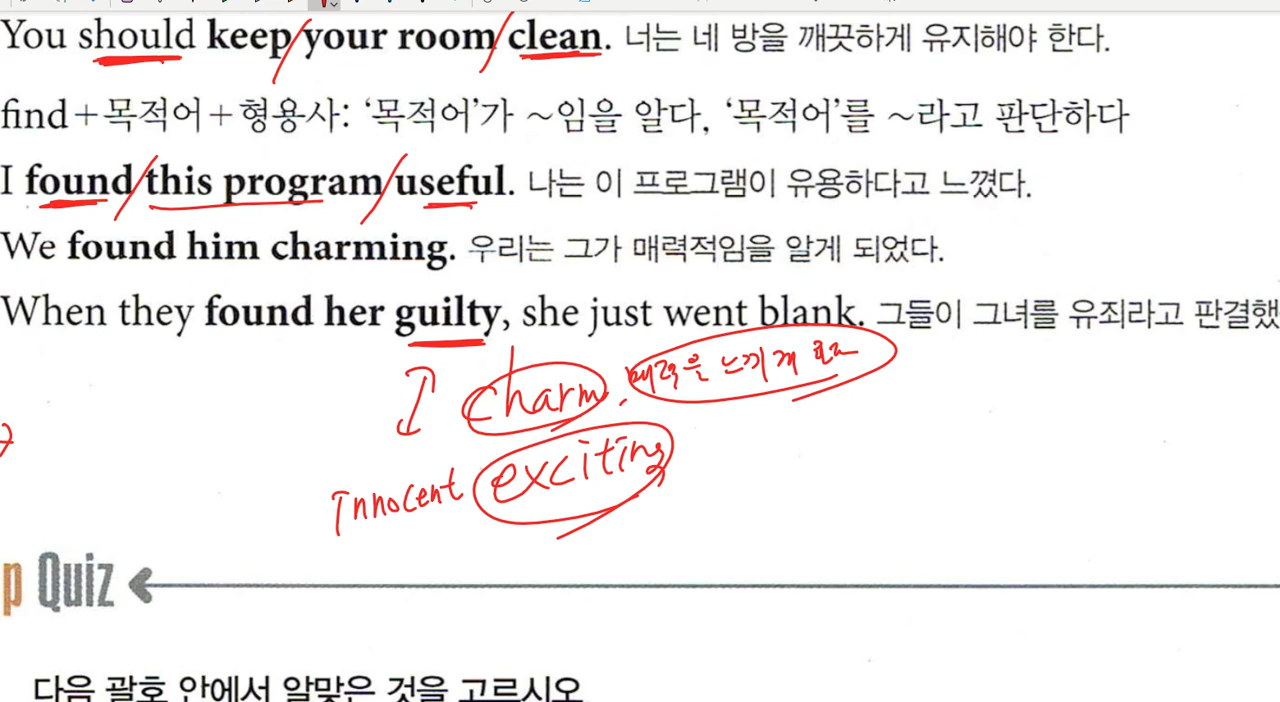 You should keep your room clean. 너는 네 방을 깨끗하게 유지해야 한다.
find+목적어+형용사: ‘목적어’가 ~임을 알다, ‘목적어’를 ~라고 판단하다
I found this program useful. 나는 이 프로그램이 유용하다고 느꼈다.
We found him charming. 우리는 그가 매력적임을 알게 되었다.
When they found her guilty, she just went blank. 그들이 그녀를 유죄라고 판결했
charm. 매력을 느끼게
Innocent exciting
p Quiz
다음 괄호 안에서 알맞은 것을 고르시오